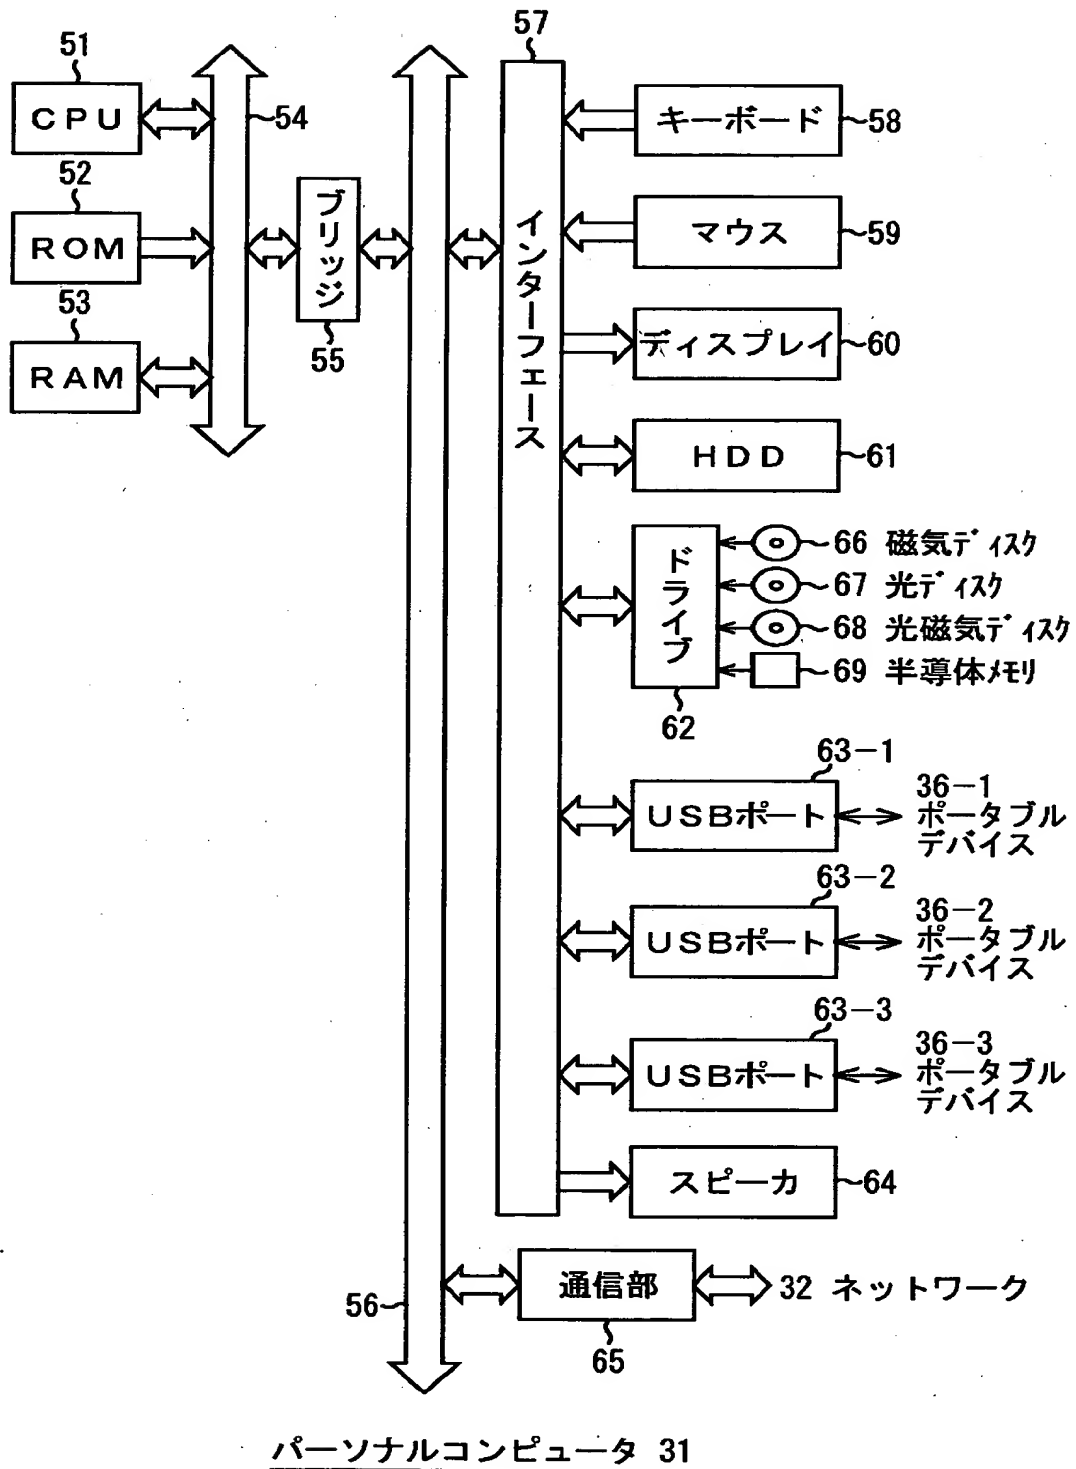 51
CPU
52
ROM
53
RAM
54
ブリッジ
55
57
インターフェース
キーボード 58
マウス 59
ディスプレイ 60
HDD 61
ドライブ
62
66 磁気ディスク
67 光ディスク
68 光磁気ディスク
69 半導体メモリ
63-1
USBポート
36-1
ポータブル
デバイス
63-2
USBポート
36-2
ポータブル
デバイス
63-3
USBポート
36-3
ポータブル
デバイス
スピーカ 64
56
通信部
65
32 ネットワーク
パーソナルコンピュータ 31